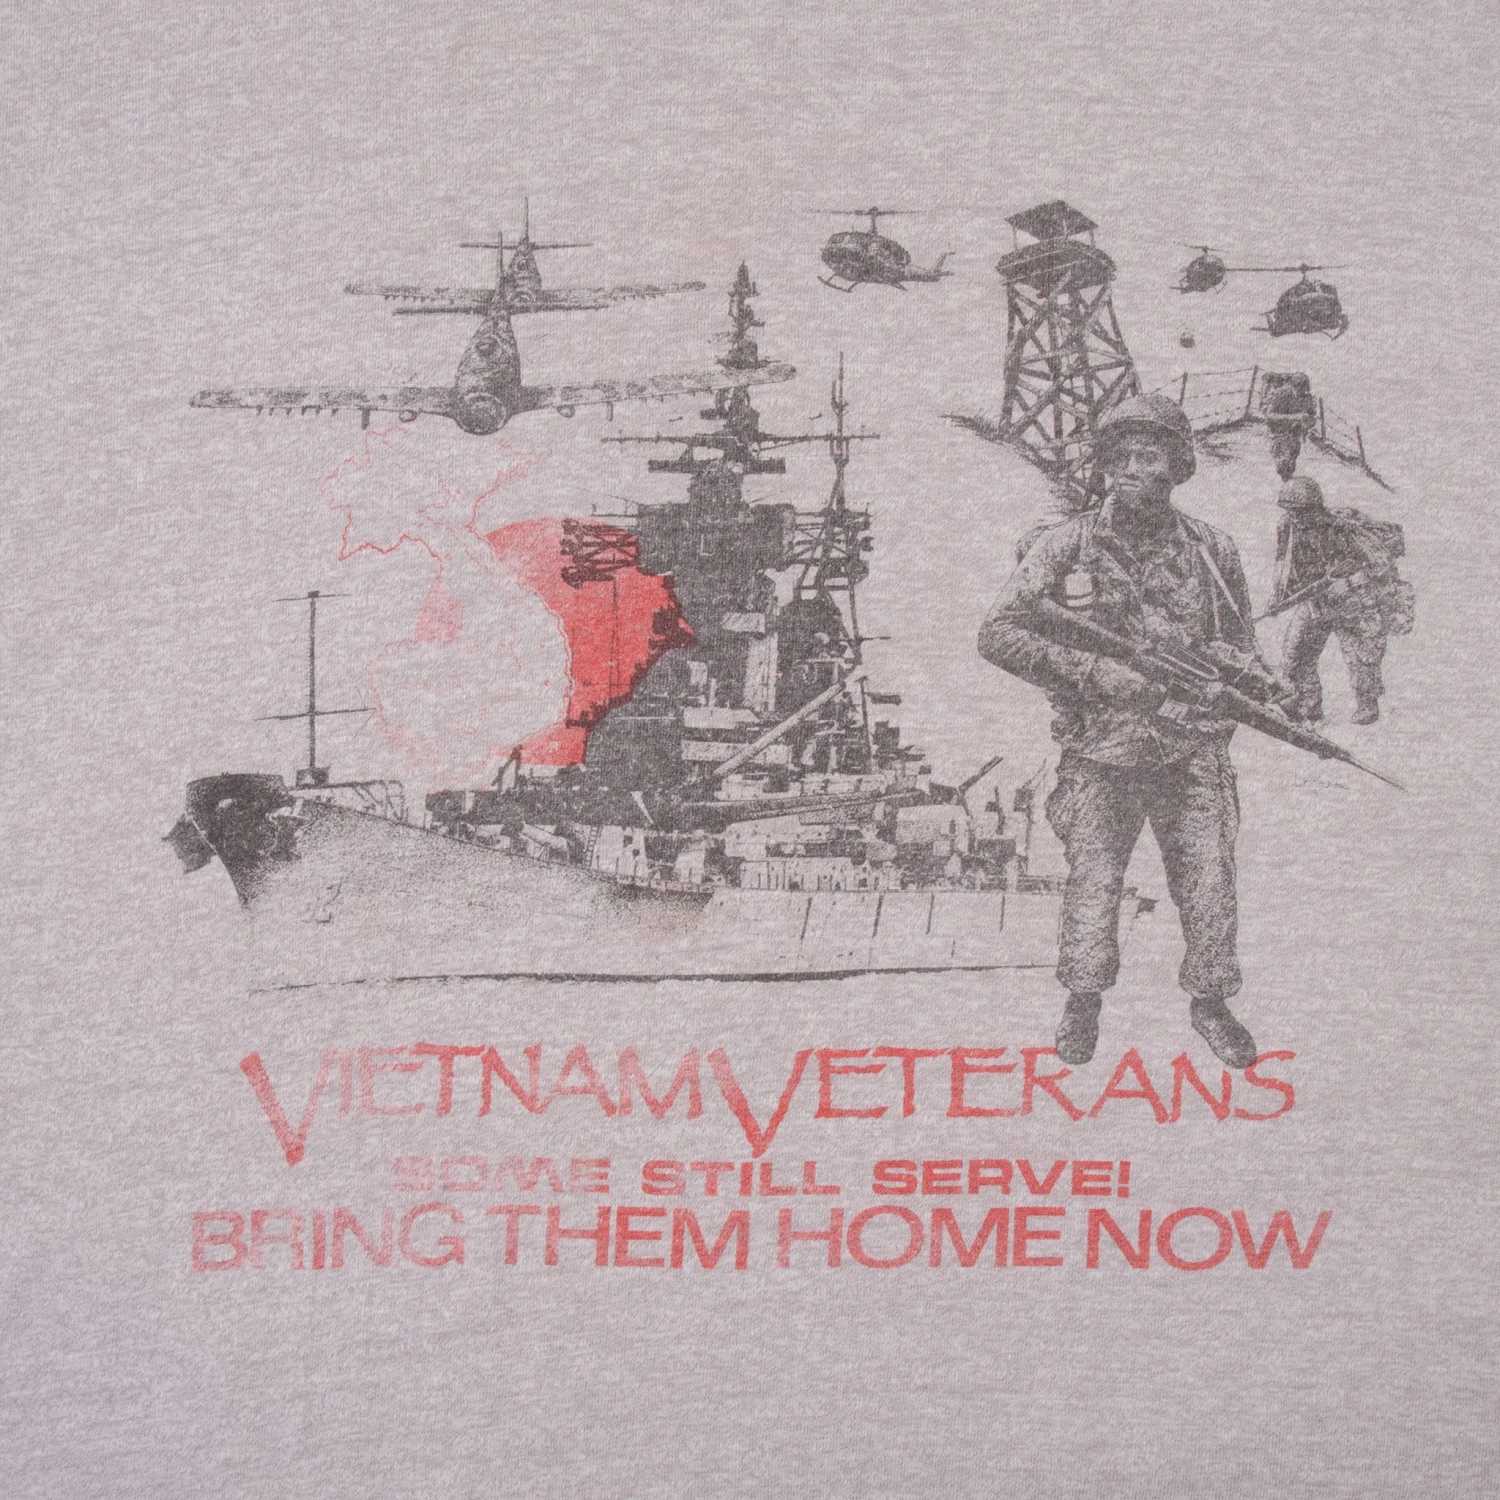 VIETNAM VETERANS
SOME STILL SERVE!
BRING THEM HOME NOW